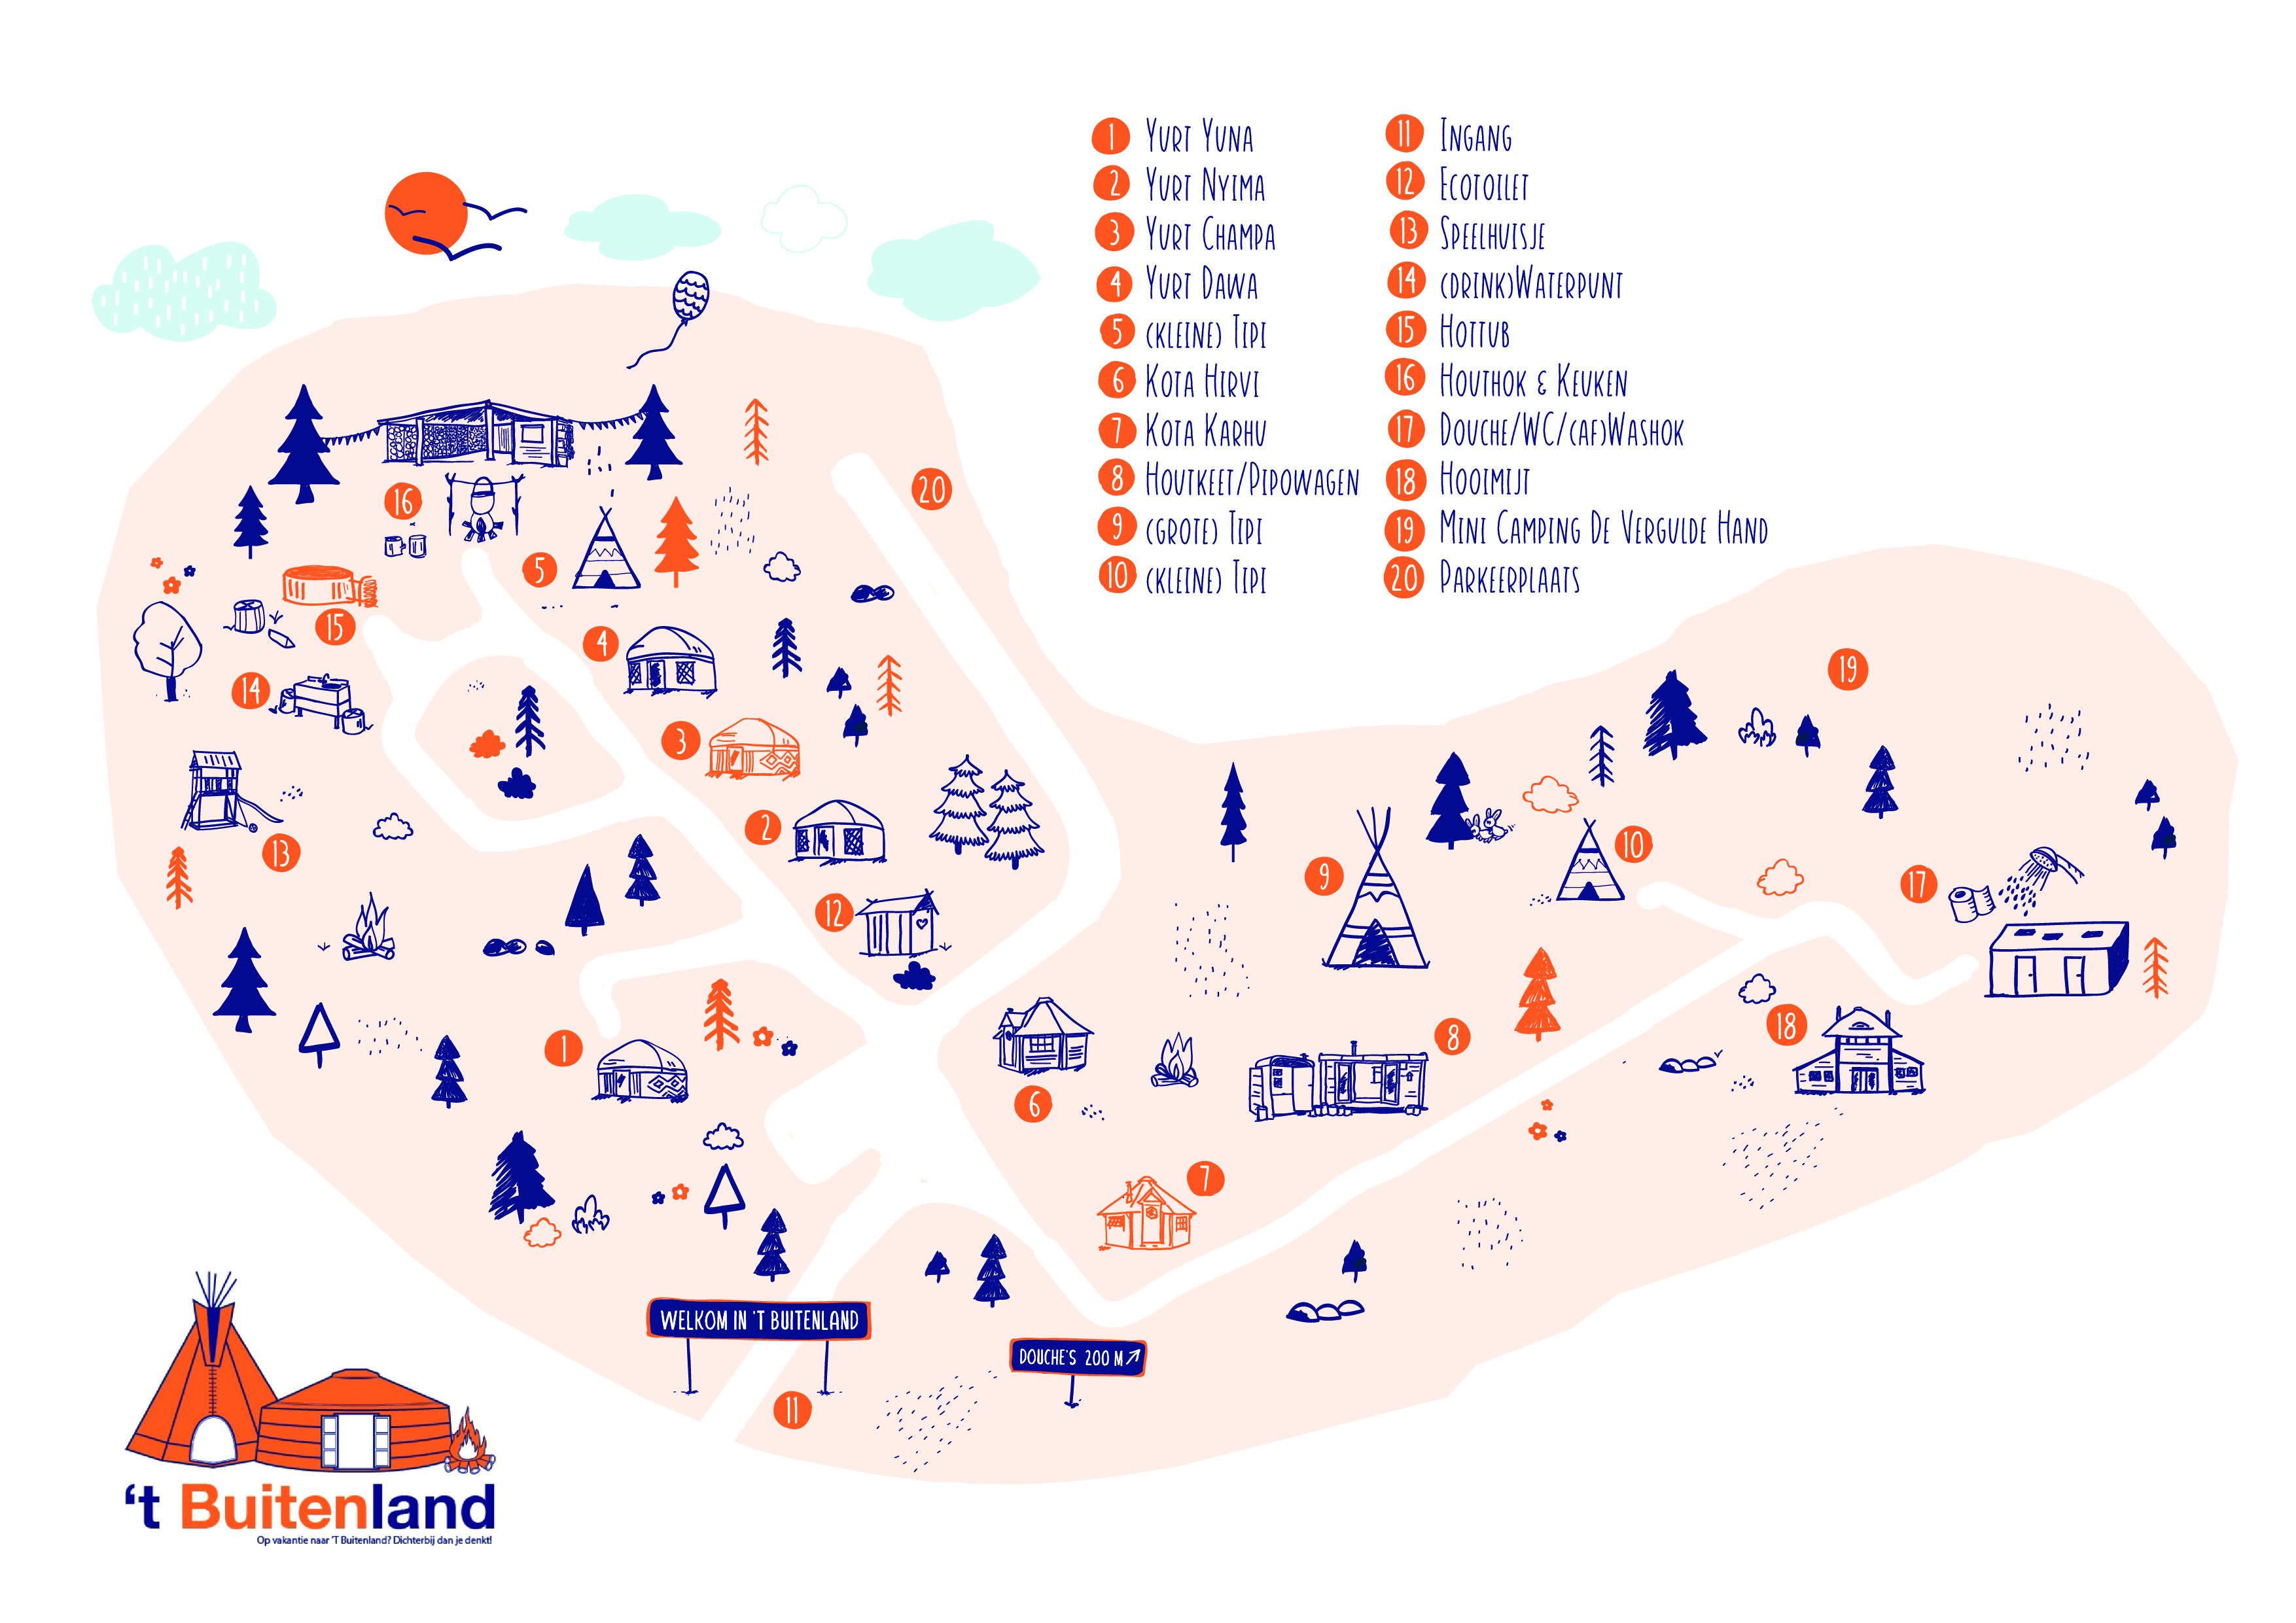 1 Yurt Yuna
2 Yurt Nyima
3 Yurt Champa
4 Yurt Dawa
5 (kleine) Tipi
6 Kota Hirvi
7 Kota Karhu
8 Houtkeet/Pipowagen
9 (grote) Tipi
10 (kleine) Tipi
11 Ingang
12 Ecotoilet
13 Speelhuisje
14 (drink)Waterpunt
15 Hottub
16 Houthok & Keuken
17 Douche/WC/(af)Washok
18 Hooimijt
19 Mini Camping De Vergulde Hand
20 Parkeerplaats
16
20
5
15
4
14
3
19
2
13
10
9
17
12
1
8
18
6
7
WELKOM IN 'T BUITENLAND
DOUCHE'S 200 M
11
‘t Buitenland
Op vakantie naar 'T Buitenland? Dichterbij dan je denkt!